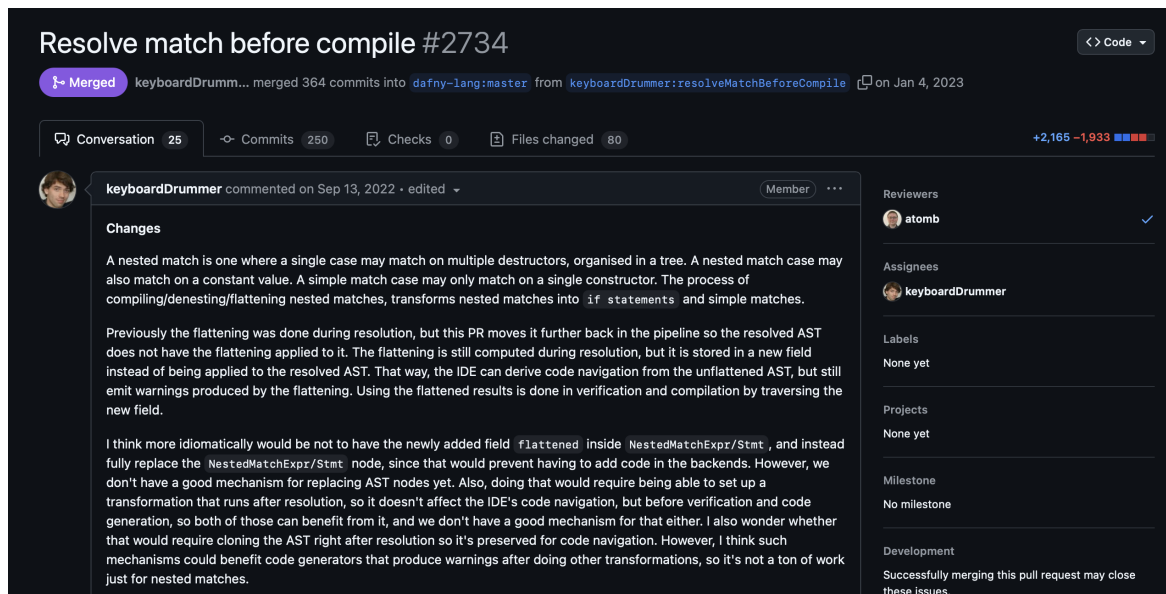 Resolve match before compile #2734
<> Code
Merged
keyboardDrumm... merged 364 commits into dafny-lang:master from keyboardDrummer:resolveMatchBeforeCompile on Jan 4, 2023
Conversation 25
Commits 250
Checks 0
Files changed 80
+2,165 −1,933
keyboardDrummer commented on Sep 13, 2022 • edited
Member
...
Changes
A nested match is one where a single case may match on multiple destructors, organised in a tree. A nested match case may
also match on a constant value. A simple match case may only match on a single constructor. The process of
compiling/denesting/flattening nested matches, transforms nested matches into if statements and simple matches.
Previously the flattening was done during resolution, but this PR moves it further back in the pipeline so the resolved AST
does not have the flattening applied to it. The flattening is still computed during resolution, but it is stored in a new field
instead of being applied to the resolved AST. That way, the IDE can derive code navigation from the unflattened AST, but still
emit warnings produced by the flattening. Using the flattened results is done in verification and compilation by traversing the
new field.
I think more idiomatically would be not to have the newly added field flattened inside NestedMatchExpr/Stmt , and instead
fully replace the NestedMatchExpr/Stmt node, since that would prevent having to add code in the backends. However, we
don't have a good mechanism for replacing AST nodes yet. Also, doing that would require being able to set up a
transformation that runs after resolution, so it doesn't affect the IDE's code navigation, but before verification and code
generation, so both of those can benefit from it, and we don't have a good mechanism for that either. I also wonder whether
that would require cloning the AST right after resolution so it's preserved for code navigation. However, I think such
mechanisms could benefit code generators that produce warnings after doing other transformations, so it's not a ton of work
just for nested matches.
Reviewers
atomb
Assignees
keyboardDrummer
Labels
None yet
Projects
None yet
Milestone
No milestone
Development
Successfully merging this pull request may close
these issues.